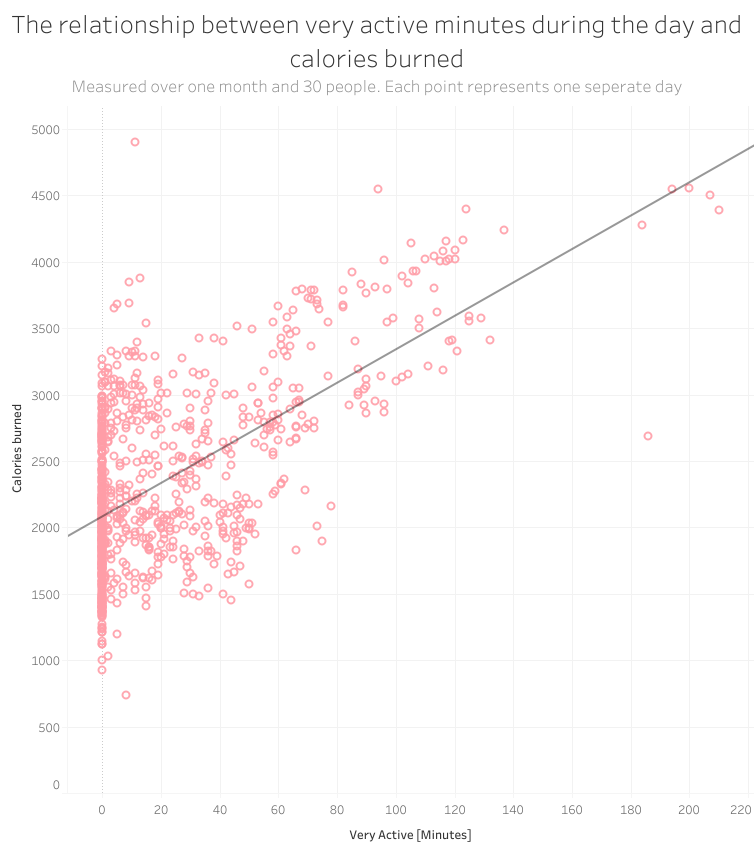 The relationship between very active minutes during the day and
calories burned
Measured over one month and 30 people. Each point represents one seperate day
5000
4500
4000
3500
3000
2500
2000
1500
1000
500
0
Calories burned
0 20 40 60 80 100 120 140 160 180 200 220
Very Active [Minutes]